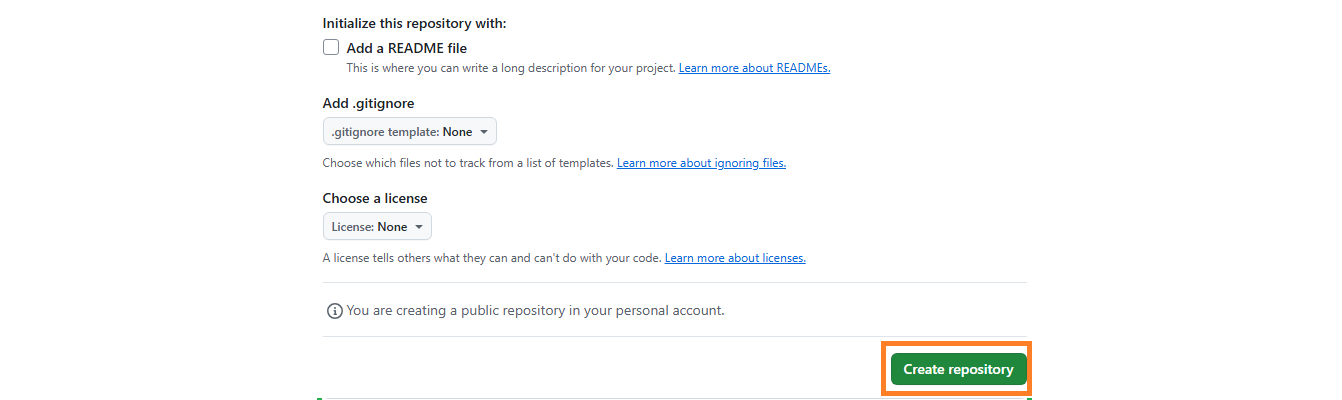 Initialize this repository with:
Add a README file
This is where you can write a long description for your project. Learn more about READMEs.
Add .gitignore
.gitignore template: None
Choose which files not to track from a list of templates. Learn more about ignoring files.
Choose a license
License: None
A license tells others what they can and can't do with your code. Learn more about licenses.
You are creating a public repository in your personal account.
Create repository